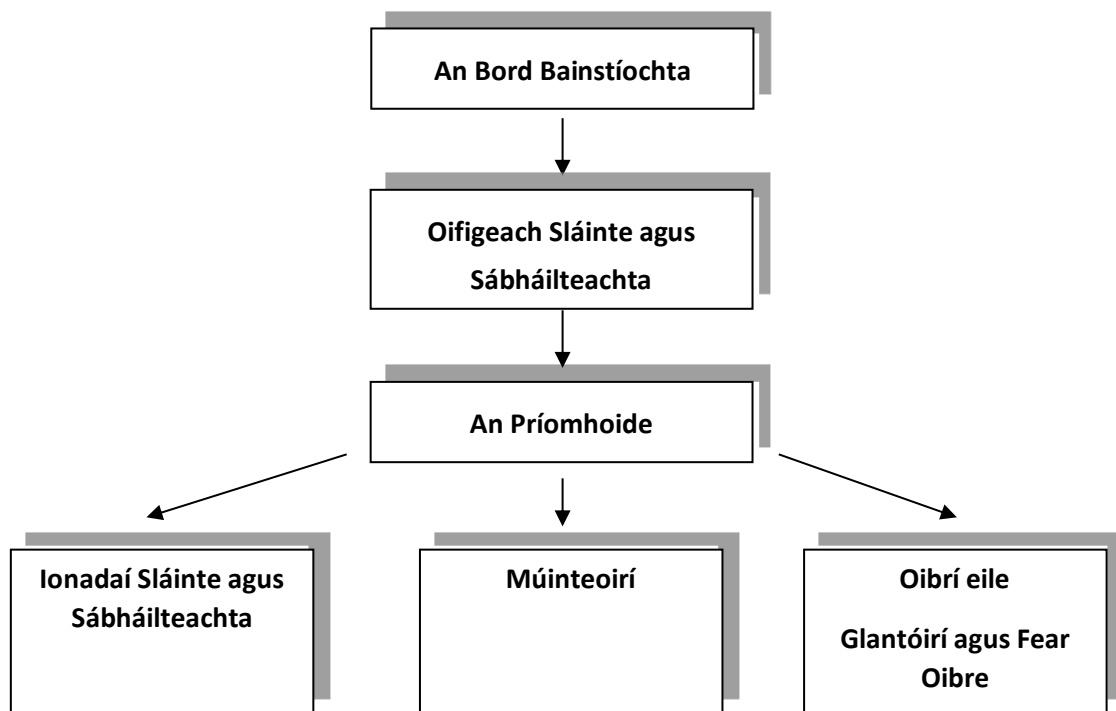 An Bord Bainstíochta
Oifigeach Sláinte agus
Sábháilteachta
An Príomhoide
Ionadaí Sláinte agus
Sábháilteachta
Múinteoirí
Oibrí eile
Glantóirí agus Fear
Oibre